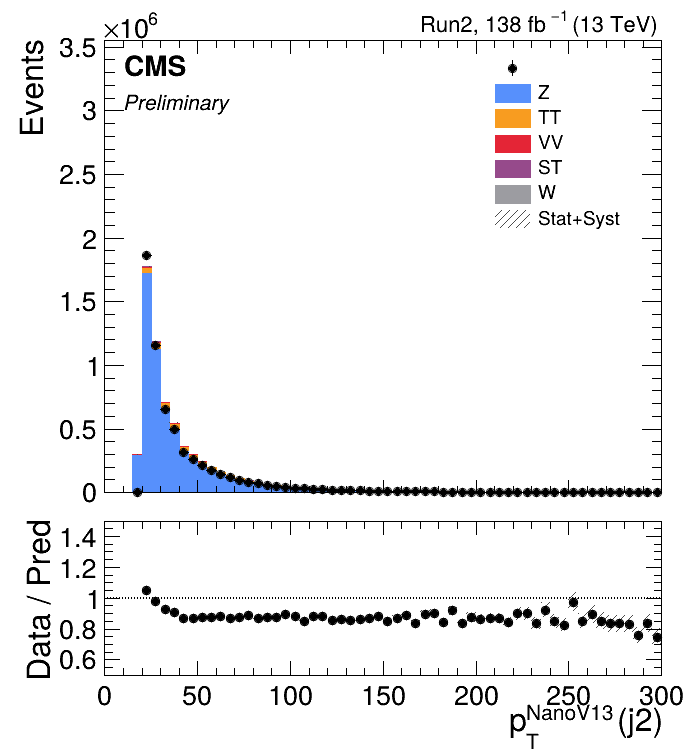 ×10⁶
Run2, 138 fb⁻¹ (13 TeV)
Events
3.5
3
2.5
2
1.5
1
0.5
0
CMS
Preliminary
Z
TT
VV
ST
W
Stat+Syst
Data / Pred
1.4
1.2
1
0.8
0.6
0 50 100 150 200 250 300
p_T^NanoV13 (j2)